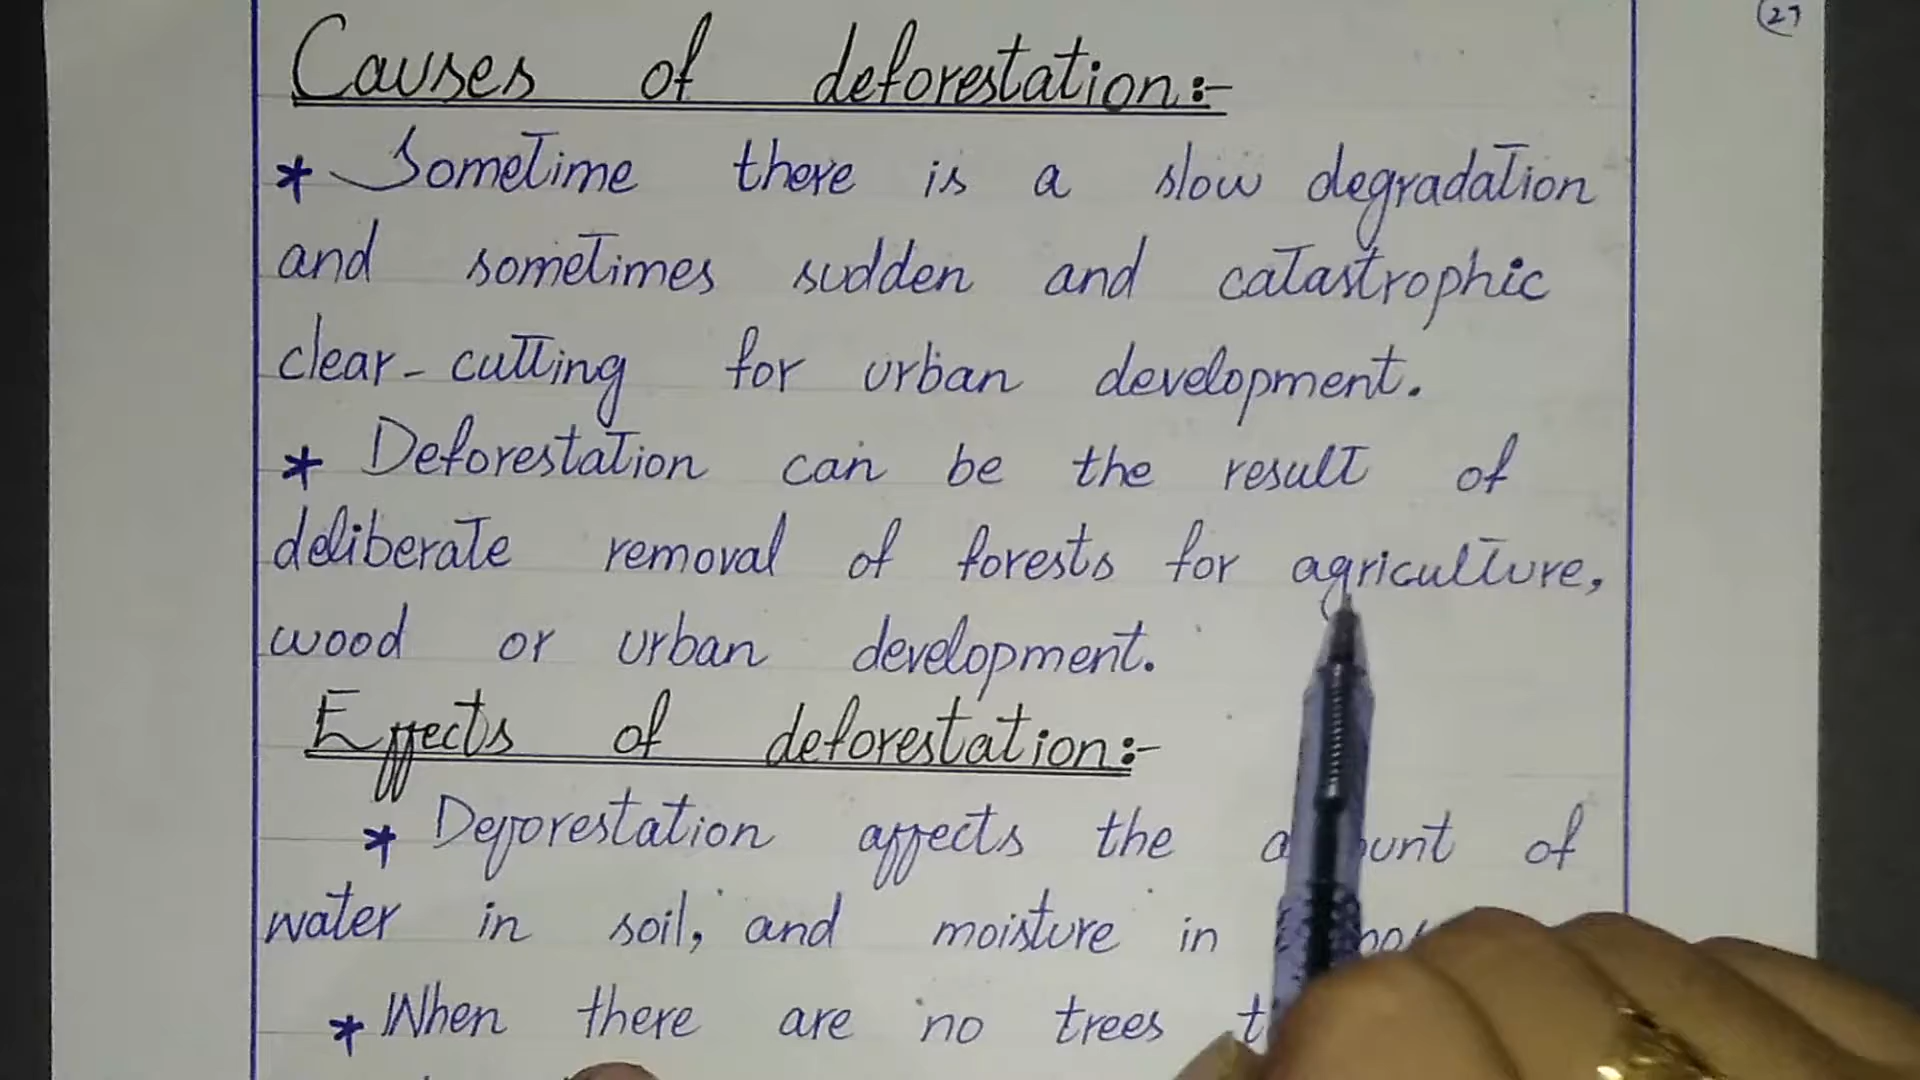 27
Causes of deforestation:-
* Sometime there is a slow degradation
and sometimes sudden and catastrophic
clear-cutting for urban development.
* Deforestation can be the result of
deliberate removal of forests for agriculture,
wood or urban development.
Effects of deforestation:-
* Deforestation affects the of
water in soil, and moisture in
* When there are no trees